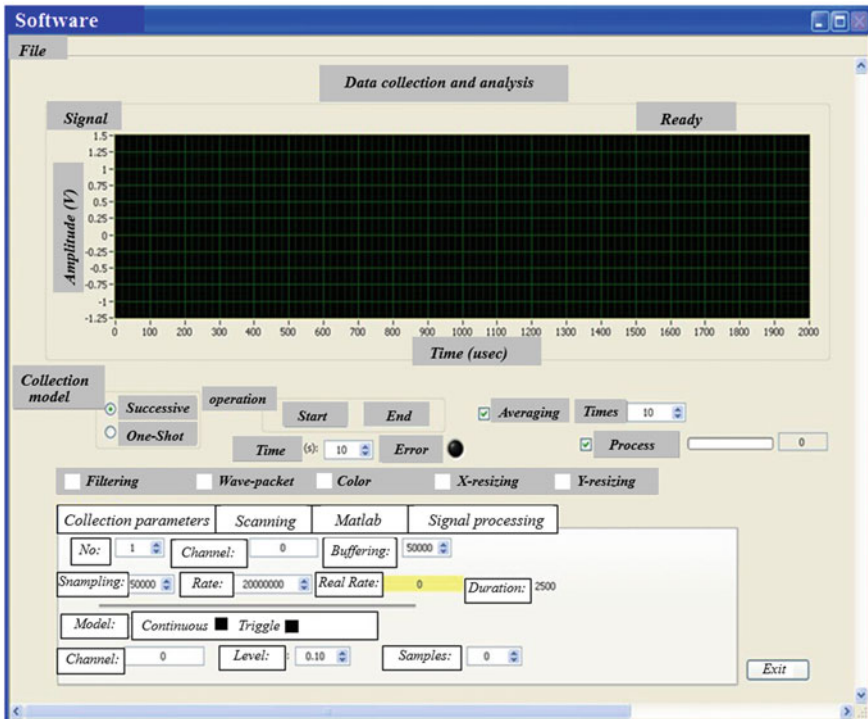 Software
File
Data collection and analysis
Signal
Ready
Amplitude (V)
1.5
1.25
1
0.75
0.5
0.25
0
-0.25
-0.5
-0.75
-1
-1.25
0 100 200 300 400 500 600 700 800 900 1000 1100 1200 1300 1400 1500 1600 1700 1800 1900 2000
Time (usec)
Collection
model
Successive
One-Shot
operation
Start End
Averaging Times 10
Time (s): 10 Error
Process 0
Filtering Wave-packet Color X-resizing Y-resizing
Collection parameters Scanning Matlab Signal processing
No: 1 Channel: 0 Buffering: 50000
Snampling: 50000 Rate: 20000000 Real Rate: 0 Duration: 2500
Model: Continuous Triggle
Channel: 0 Level: : 0.10 Samples: 0
Exit